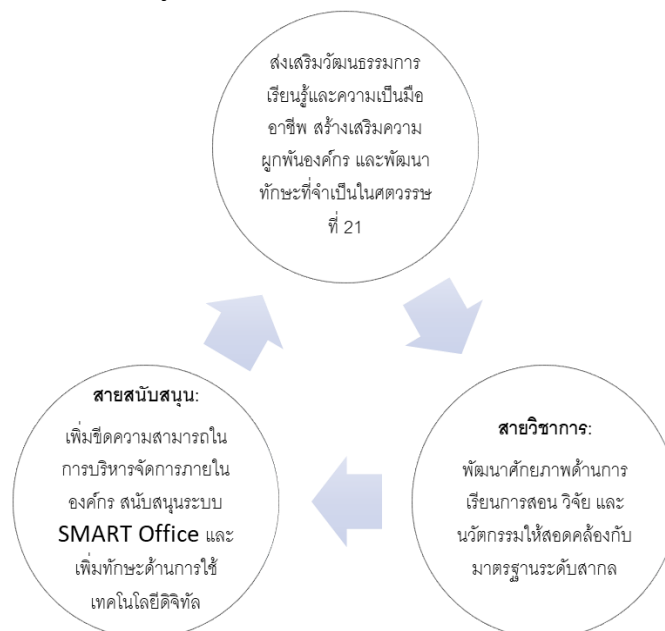 ส่งเสริมวัฒนธรรมการ
เรียนรู้และความเป็นมือ
อาชีพ สร้างเสริมความ
ผูกพันองค์กร และพัฒนา
ทักษะที่จำเป็นในศตวรรษ
ที่ 21
สายสนับสนุน:
เพิ่มขีดความสามารถใน
การบริหารจัดการภายใน
องค์กร สนับสนุนระบบ
SMART Office และ
เพิ่มทักษะด้านการใช้
เทคโนโลยีดิจิทัล
สายวิชาการ:
พัฒนาศักยภาพด้านการ
เรียนการสอน วิจัย และ
นวัตกรรมให้สอดคล้องกับ
มาตรฐานระดับสากล